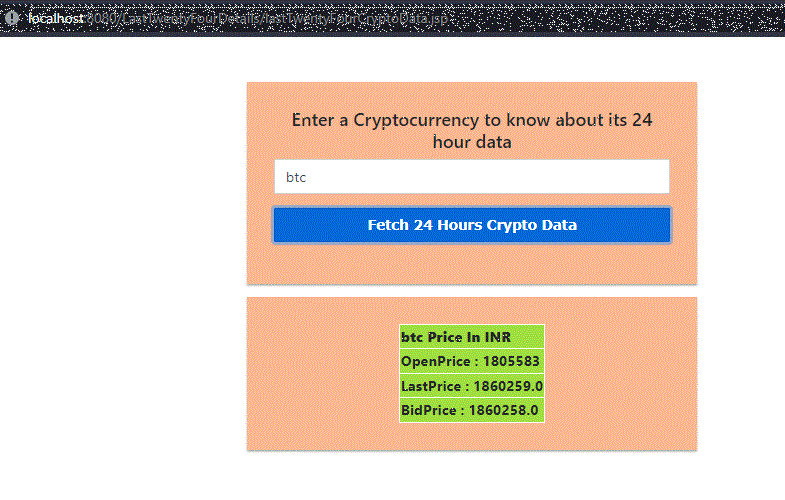 localhost:8080/LastTwentyFourDetails/lastTwentyFourCryptoData.jsp
Enter a Cryptocurrency to know about its 24
hour data
btc
Fetch 24 Hours Crypto Data
btc Price In INR
OpenPrice : 1805583
LastPrice : 1860259.0
BidPrice : 1860258.0